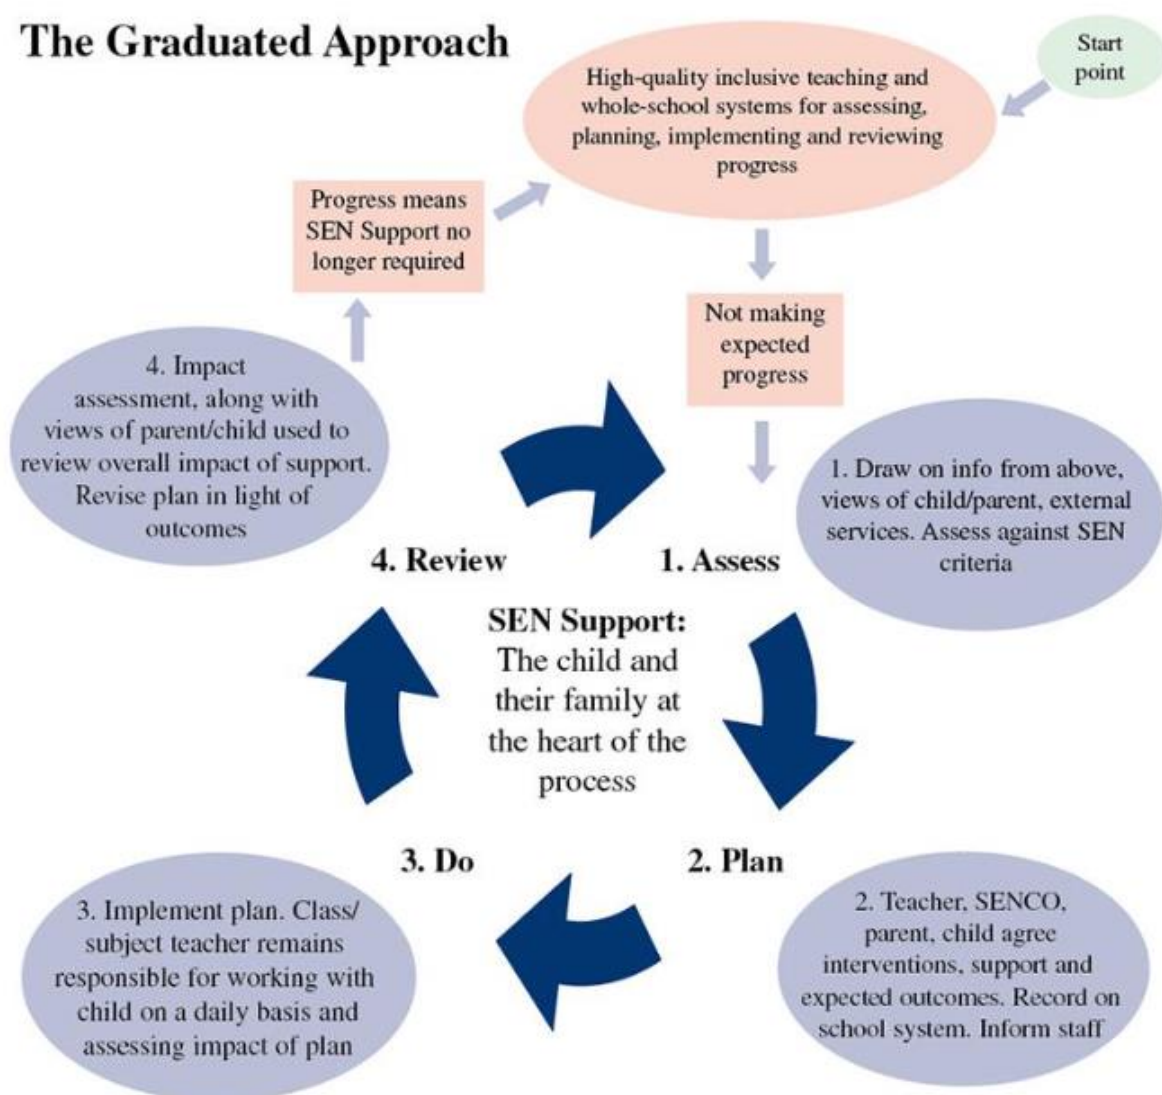 The Graduated Approach
Start
point
High-quality inclusive teaching and
whole-school systems for assessing,
planning, implementing and reviewing
progress
Progress means
SEN Support no
longer required
Not making
expected
progress
4. Impact
assessment, along with
views of parent/child used to
review overall impact of support.
Revise plan in light of
outcomes
1. Draw on info from above,
views of child/parent, external
services. Assess against SEN
criteria
4. Review
1. Assess
SEN Support:
The child and
their family at
the heart of the
process
3. Do
2. Plan
3. Implement plan. Class/
subject teacher remains
responsible for working with
child on a daily basis and
assessing impact of plan
2. Teacher, SENCO,
parent, child agree
interventions, support and
expected outcomes. Record on
school system. Inform staff